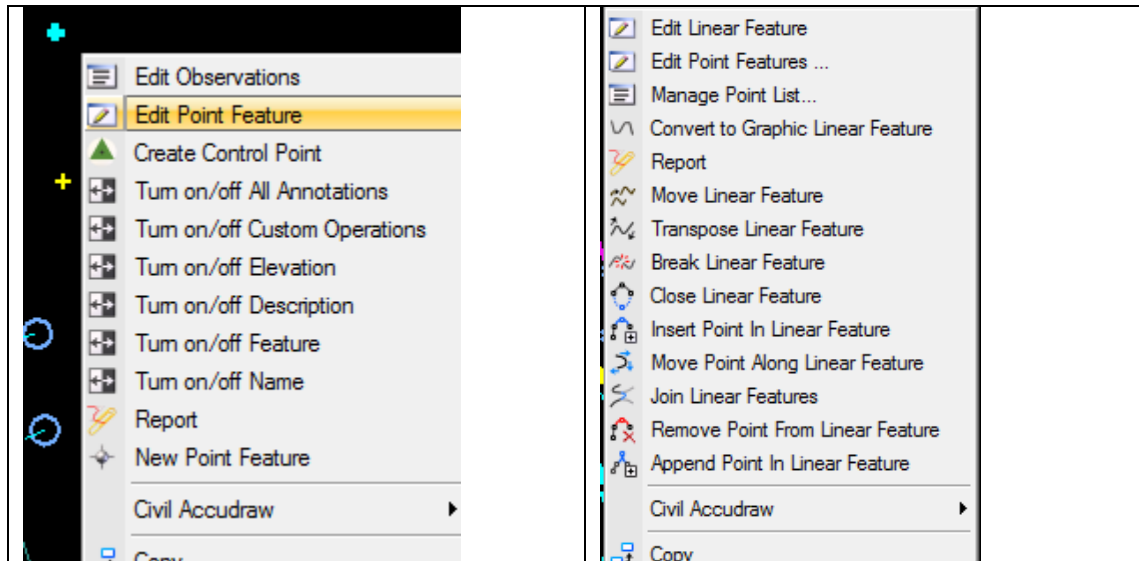 Edit Observations
Edit Point Feature
Create Control Point
Turn on/off All Annotations
Turn on/off Custom Operations
Turn on/off Elevation
Turn on/off Description
Turn on/off Feature
Turn on/off Name
Report
New Point Feature
Civil Accudraw
Copy
Edit Linear Feature
Edit Point Features ...
Manage Point List...
Convert to Graphic Linear Feature
Report
Move Linear Feature
Transpose Linear Feature
Break Linear Feature
Close Linear Feature
Insert Point In Linear Feature
Move Point Along Linear Feature
Join Linear Features
Remove Point From Linear Feature
Append Point In Linear Feature
Civil Accudraw
Copy